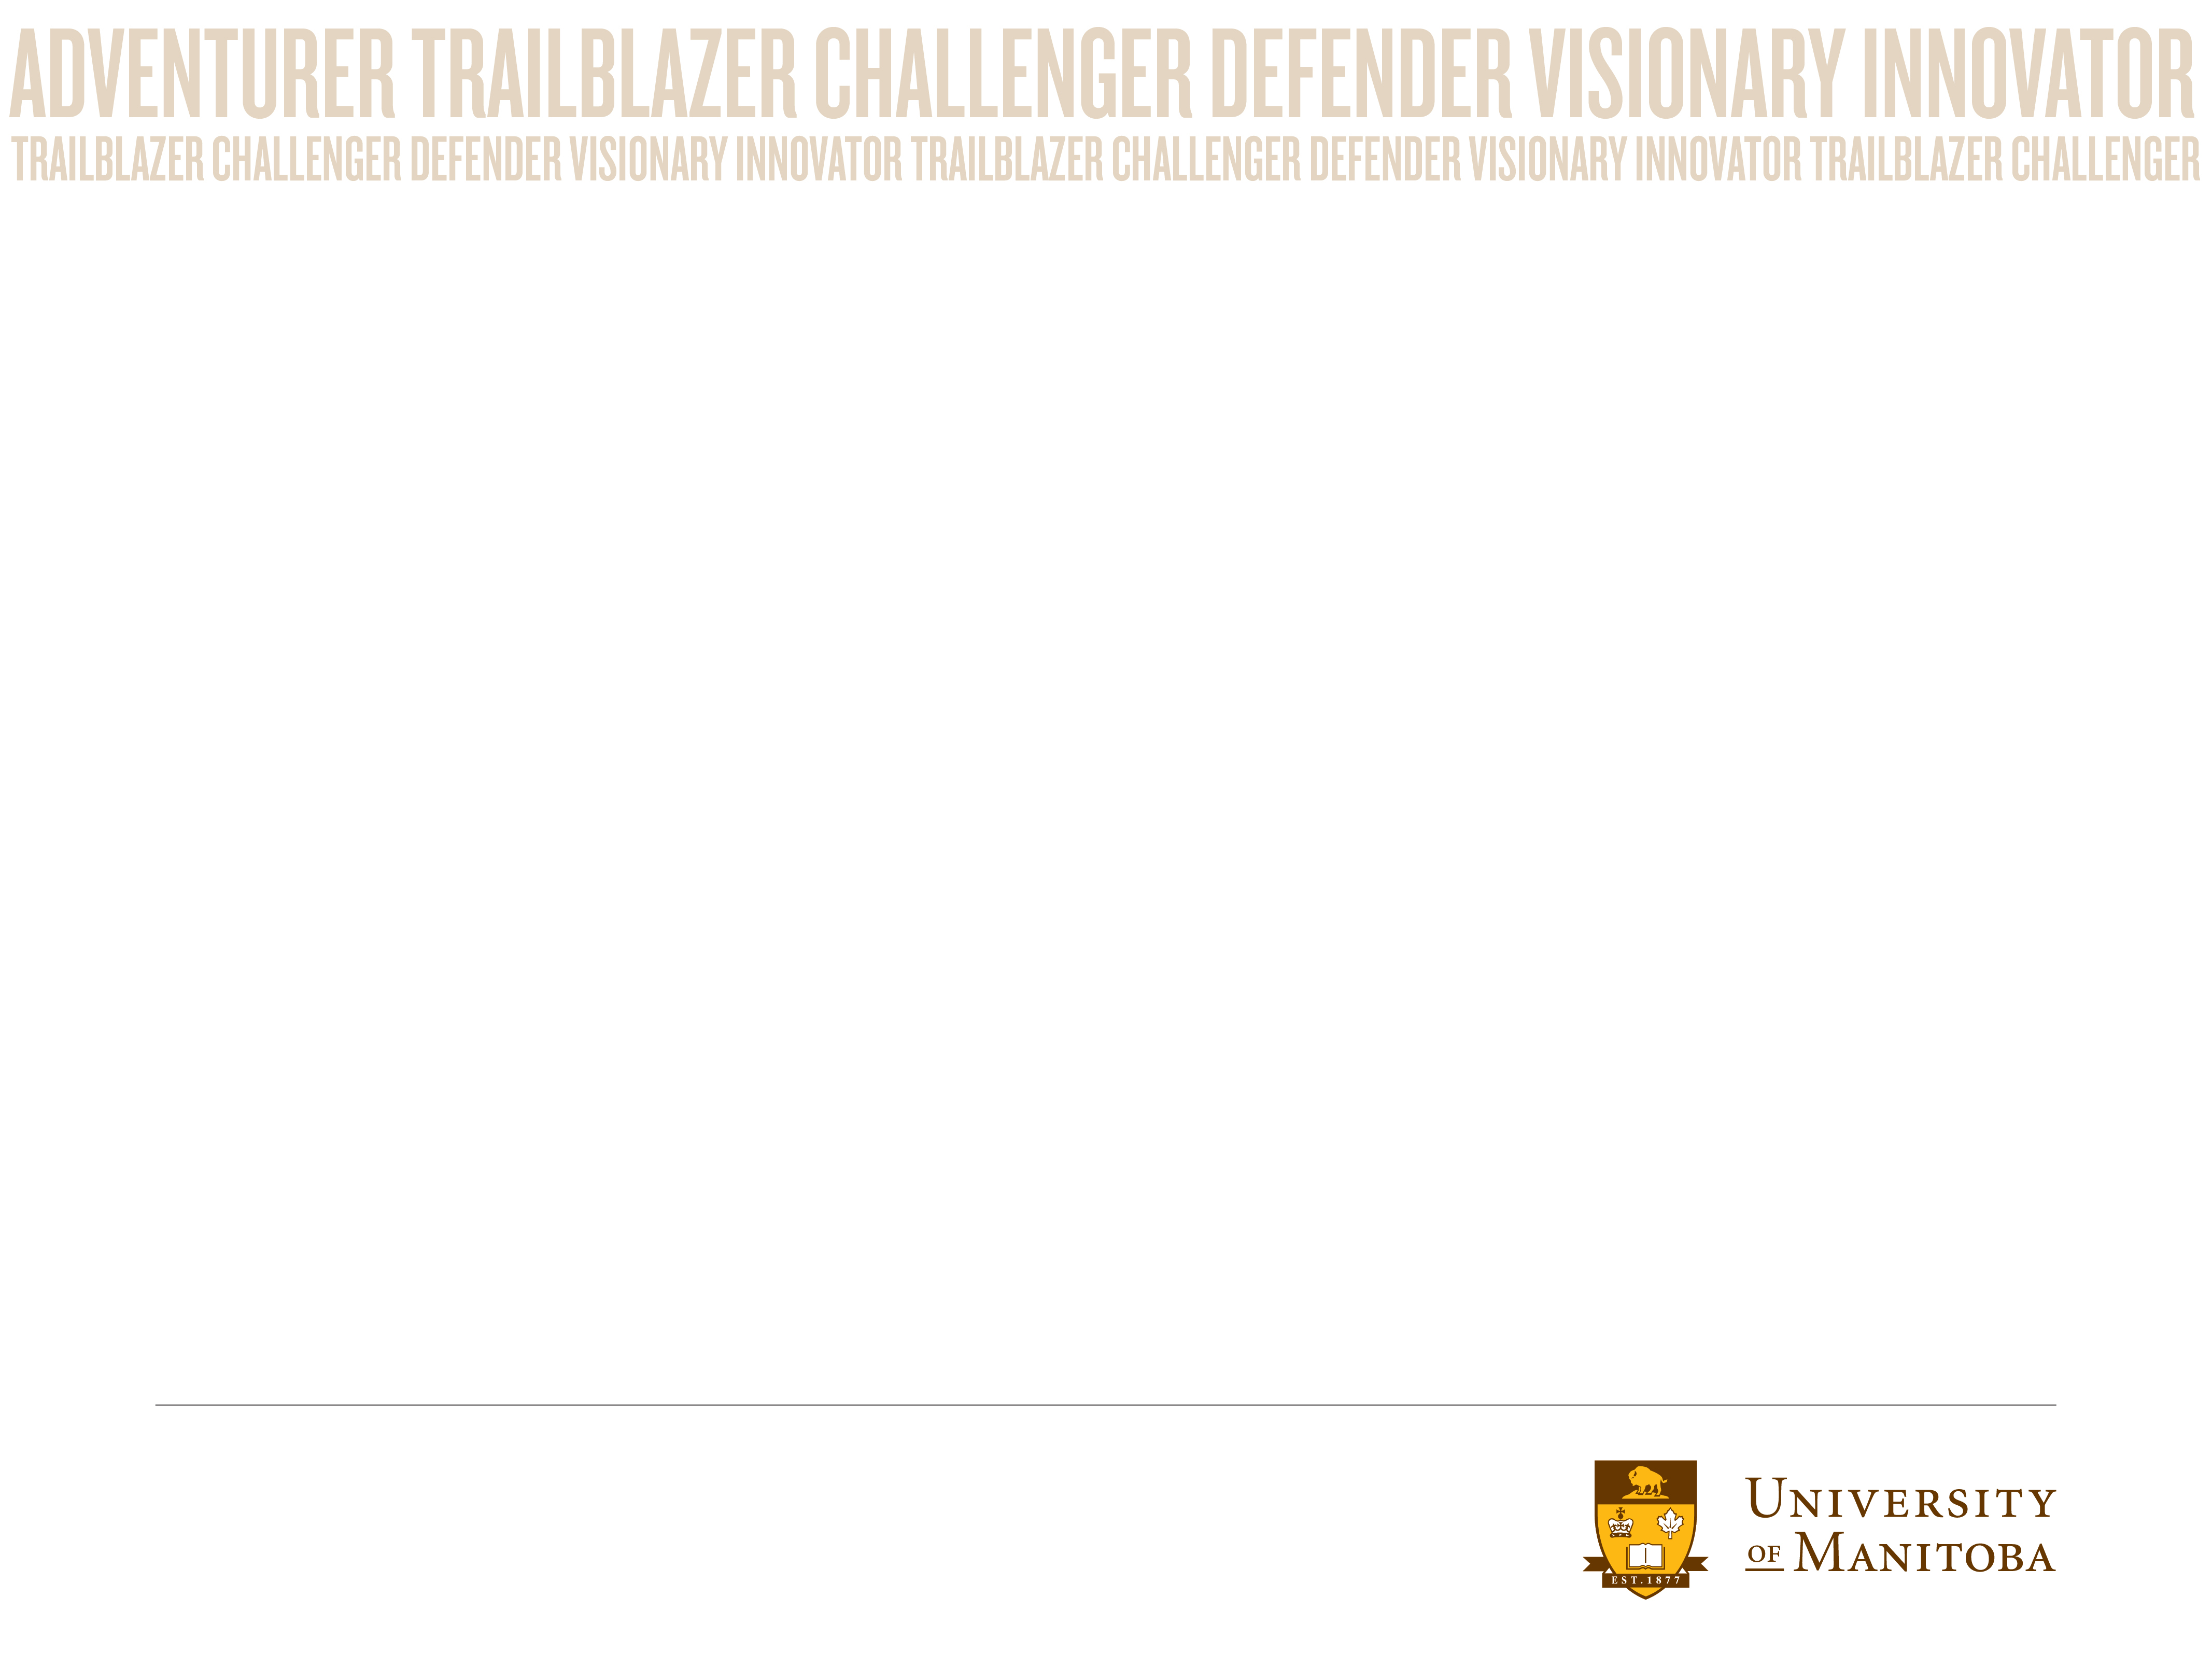 ADVENTURER TRAILBLAZER CHALLENGER DEFENDER VISIONARY INNOVATOR
TRAILBLAZER CHALLENGER DEFENDER VISIONARY INNOVATOR TRAILBLAZER CHALLENGER DEFENDER VISIONARY INNOVATOR TRAILBLAZER CHALLENGER
UNIVERSITY
OF MANITOBA
EST.1877